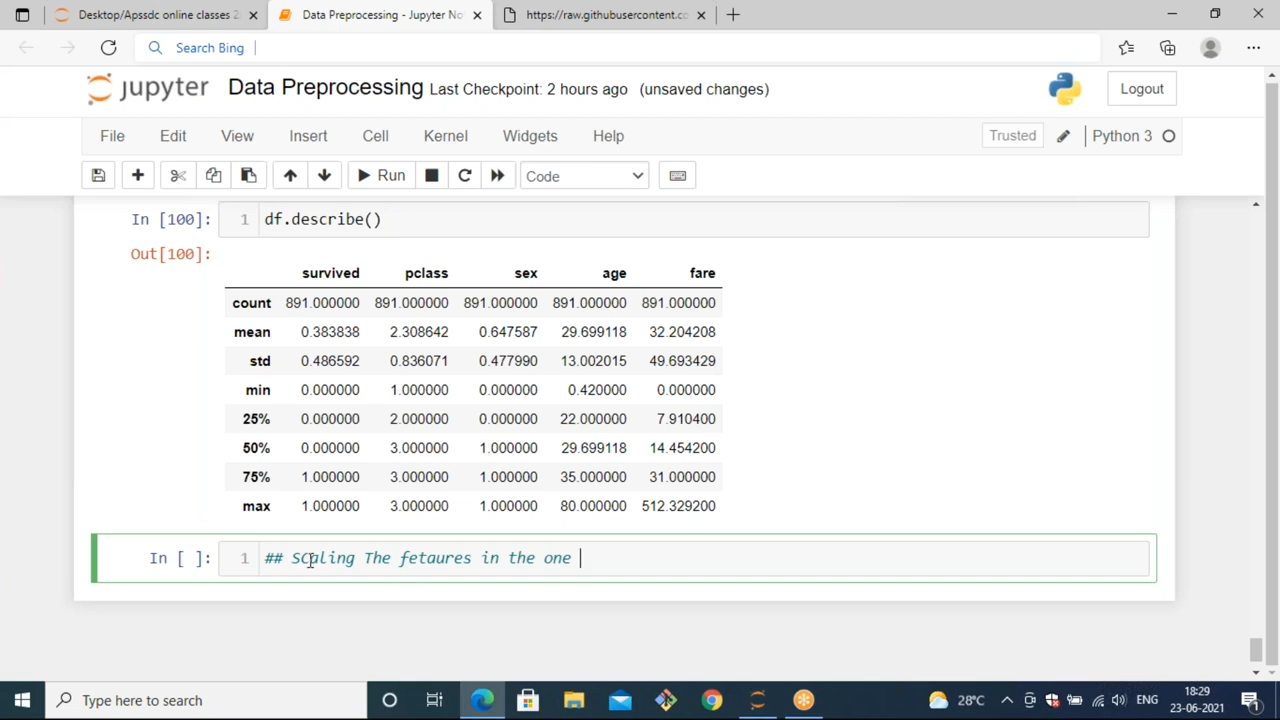 Desktop/Apssdc online classes 2
Data Preprocessing - Jupyter No
https://raw.githubusercontent.co
Search Bing
jupyter Data Preprocessing Last Checkpoint: 2 hours ago (unsaved changes) Logout
File Edit View Insert Cell Kernel Widgets Help Trusted Python 3
Run Code
In [100]: 1 df.describe()
Out[100]:
survived pclass sex age fare
count 891.000000 891.000000 891.000000 891.000000 891.000000
mean 0.383838 2.308642 0.647587 29.699118 32.204208
std 0.486592 0.836071 0.477990 13.002015 49.693429
min 0.000000 1.000000 0.000000 0.420000 0.000000
25% 0.000000 2.000000 0.000000 22.000000 7.910400
50% 0.000000 3.000000 1.000000 29.699118 14.454200
75% 1.000000 3.000000 1.000000 35.000000 31.000000
max 1.000000 3.000000 1.000000 80.000000 512.329200
In [ ]: 1 ## SCaling The fetaures in the one
Type here to search 28°C ENG 18:29
23-06-2021